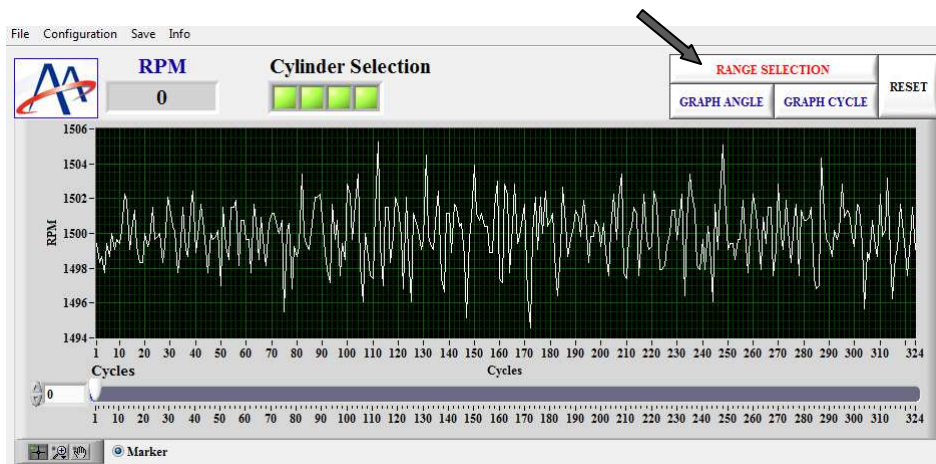 File Configuration Save Info
RPM
0
Cylinder Selection
RANGE SELECTION
GRAPH ANGLE GRAPH CYCLE
RESET
RPM
1506
1504
1502
1500
1498
1496
1494
1 10 20 30 40 50 60 70 80 90 100 110 120 130 140 150 160 170 180 190 200 210 220 230 240 250 260 270 280 290 300 310 324
Cycles
Cycles
0
1 10 20 30 40 50 60 70 80 90 100 110 120 130 140 150 160 170 180 190 200 210 220 230 240 250 260 270 280 290 300 310 324
Marker